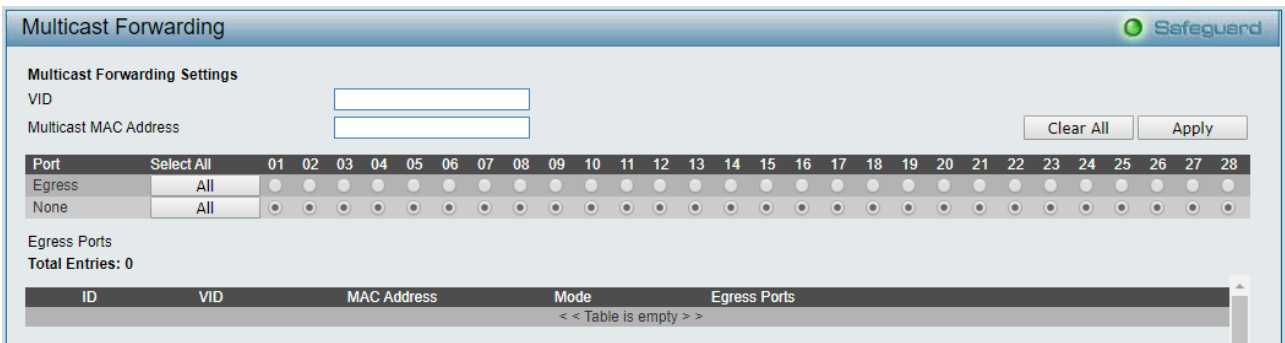 Multicast Forwarding Safeguard
Multicast Forwarding Settings
VID
Multicast MAC Address
Clear All Apply
Port Select All 01 02 03 04 05 06 07 08 09 10 11 12 13 14 15 16 17 18 19 20 21 22 23 24 25 26 27 28
Egress All
None All
Egress Ports
Total Entries: 0
ID VID MAC Address Mode Egress Ports
< < Table is empty > >